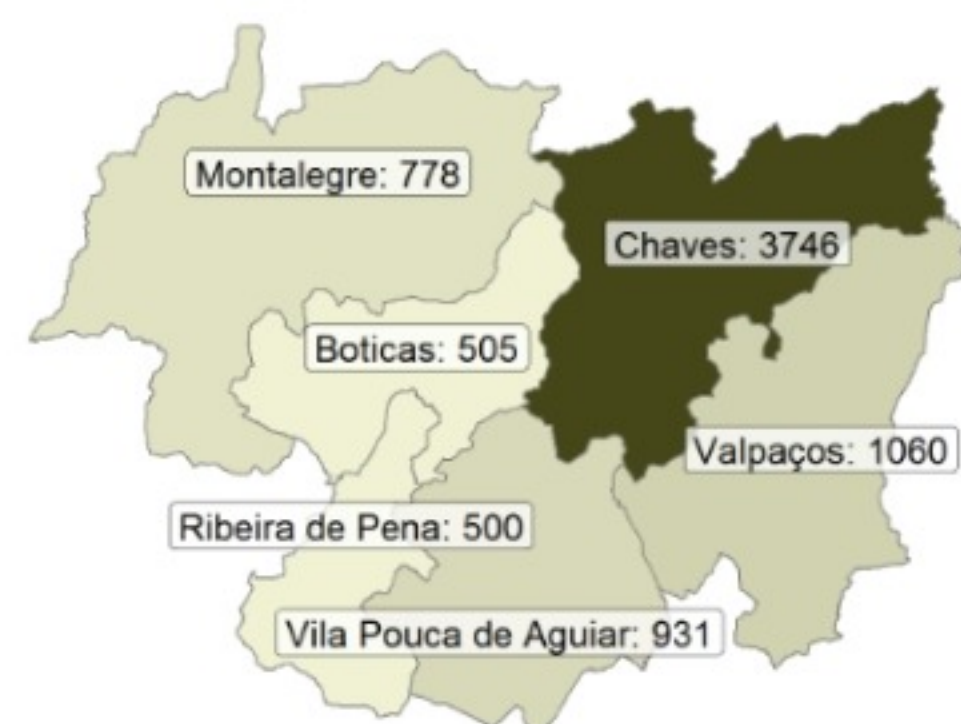 Montalegre: 778
Chaves: 3746
Boticas: 505
Valpaços: 1060
Ribeira de Pena: 500
Vila Pouca de Aguiar: 931